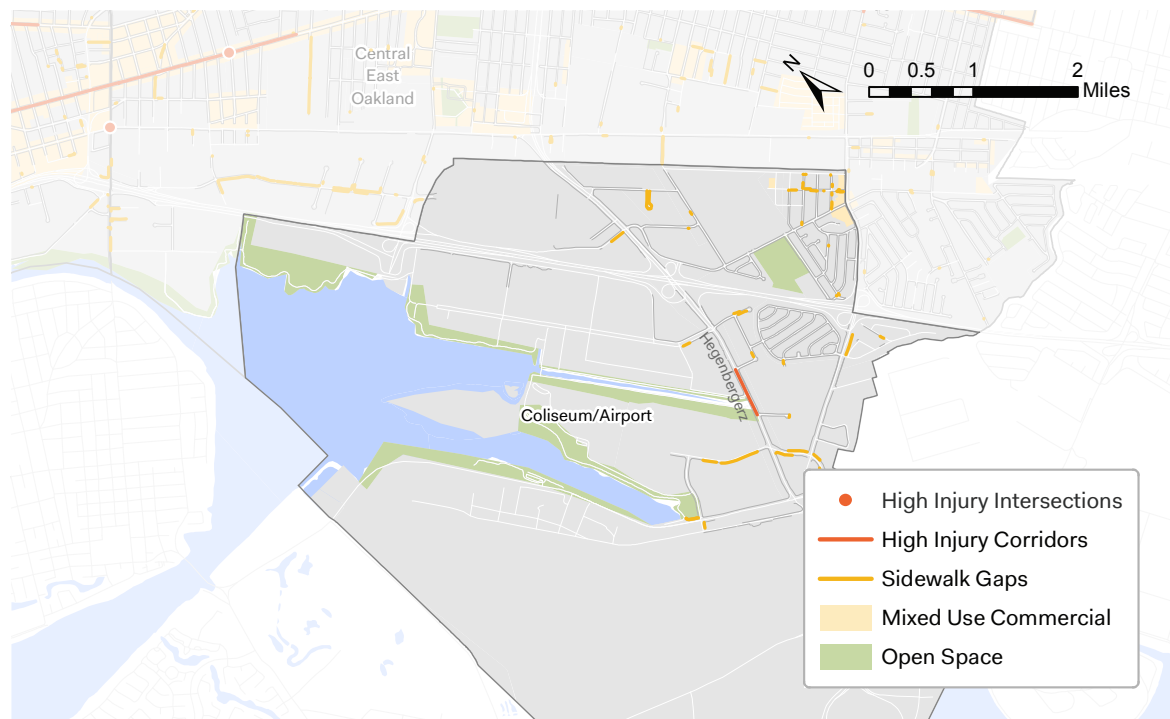 Central
East
Oakland
N
0 0.5 1 2
Miles
Hegenbergerz
Coliseum/Airport
High Injury Intersections
High Injury Corridors
Sidewalk Gaps
Mixed Use Commercial
Open Space